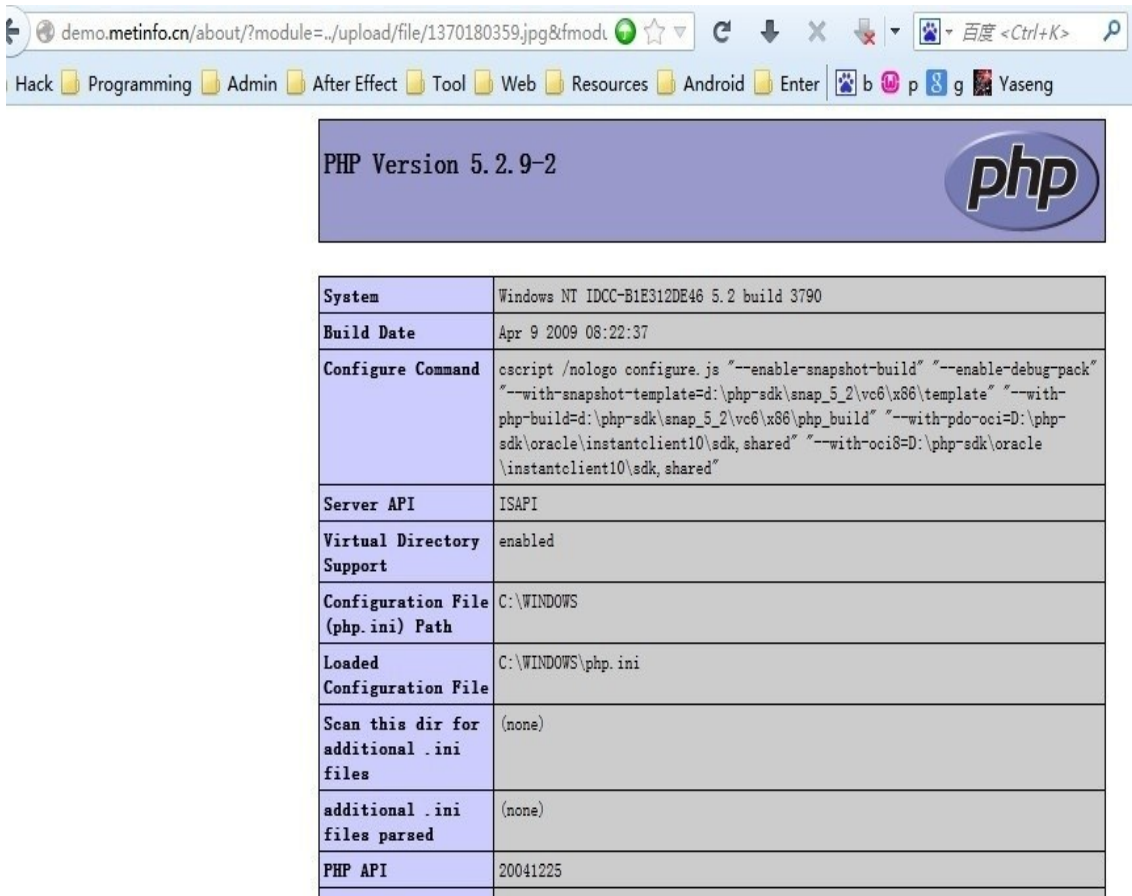 demo.metinfo.cn/about/?module=../upload/file/1370180359.jpg&fmodu
百度 <Ctrl+K>
Hack Programming Admin After Effect Tool Web Resources Android Enter b p g Yaseng
PHP Version 5.2.9-2
php
System Windows NT IDCC-B1E312DE46 5.2 build 3790
Build Date Apr 9 2009 08:22:37
Configure Command cscript /nologo configure.js "--enable-snapshot-build" "--enable-debug-pack"
"--with-snapshot-template=d:\php-sdk\snap_5_2\vc6\x86\template" "--with-
php-build=d:\php-sdk\snap_5_2\vc6\x86\php_build" "--with-pdo-oci=D:\php-
sdk\oracle\instantclient10\sdk,shared" "--with-oci8=D:\php-sdk\oracle
\instantclient10\sdk,shared"
Server API ISAPI
Virtual Directory enabled
Support
Configuration File C:\WINDOWS
(php.ini) Path
Loaded C:\WINDOWS\php.ini
Configuration File
Scan this dir for (none)
additional .ini
files
additional .ini (none)
files parsed
PHP API 20041225